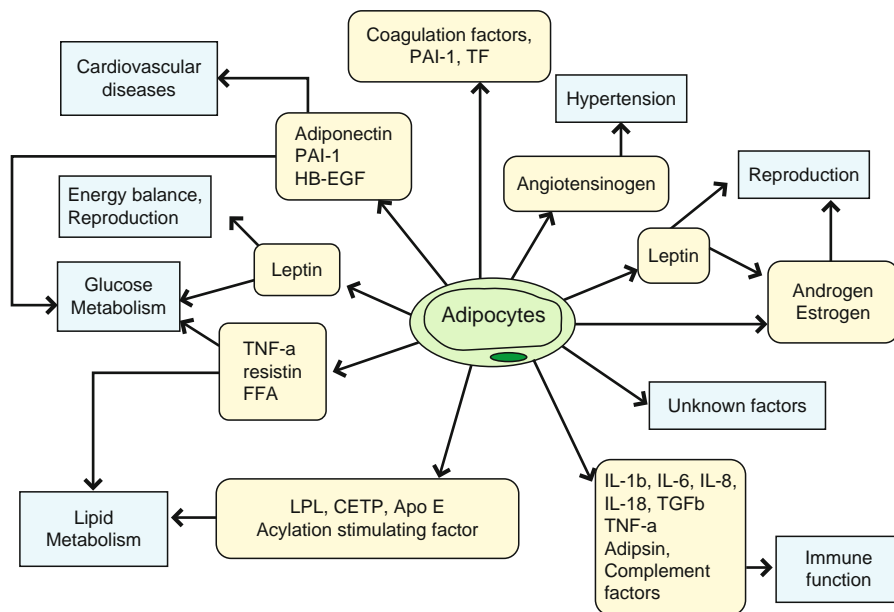 Coagulation factors,
PAI-1, TF
Cardiovascular
diseases
Hypertension
Adiponectin
PAI-1
HB-EGF
Angiotensinogen
Reproduction
Energy balance,
Reproduction
Leptin
Leptin
Glucose
Metabolism
Adipocytes
Androgen
Estrogen
TNF-a
resistin
FFA
Unknown factors
LPL, CETP, Apo E
Acylation stimulating factor
Lipid
Metabolism
IL-1b, IL-6, IL-8,
IL-18, TGFb
TNF-a
Adipsin,
Complement
factors
Immune
function